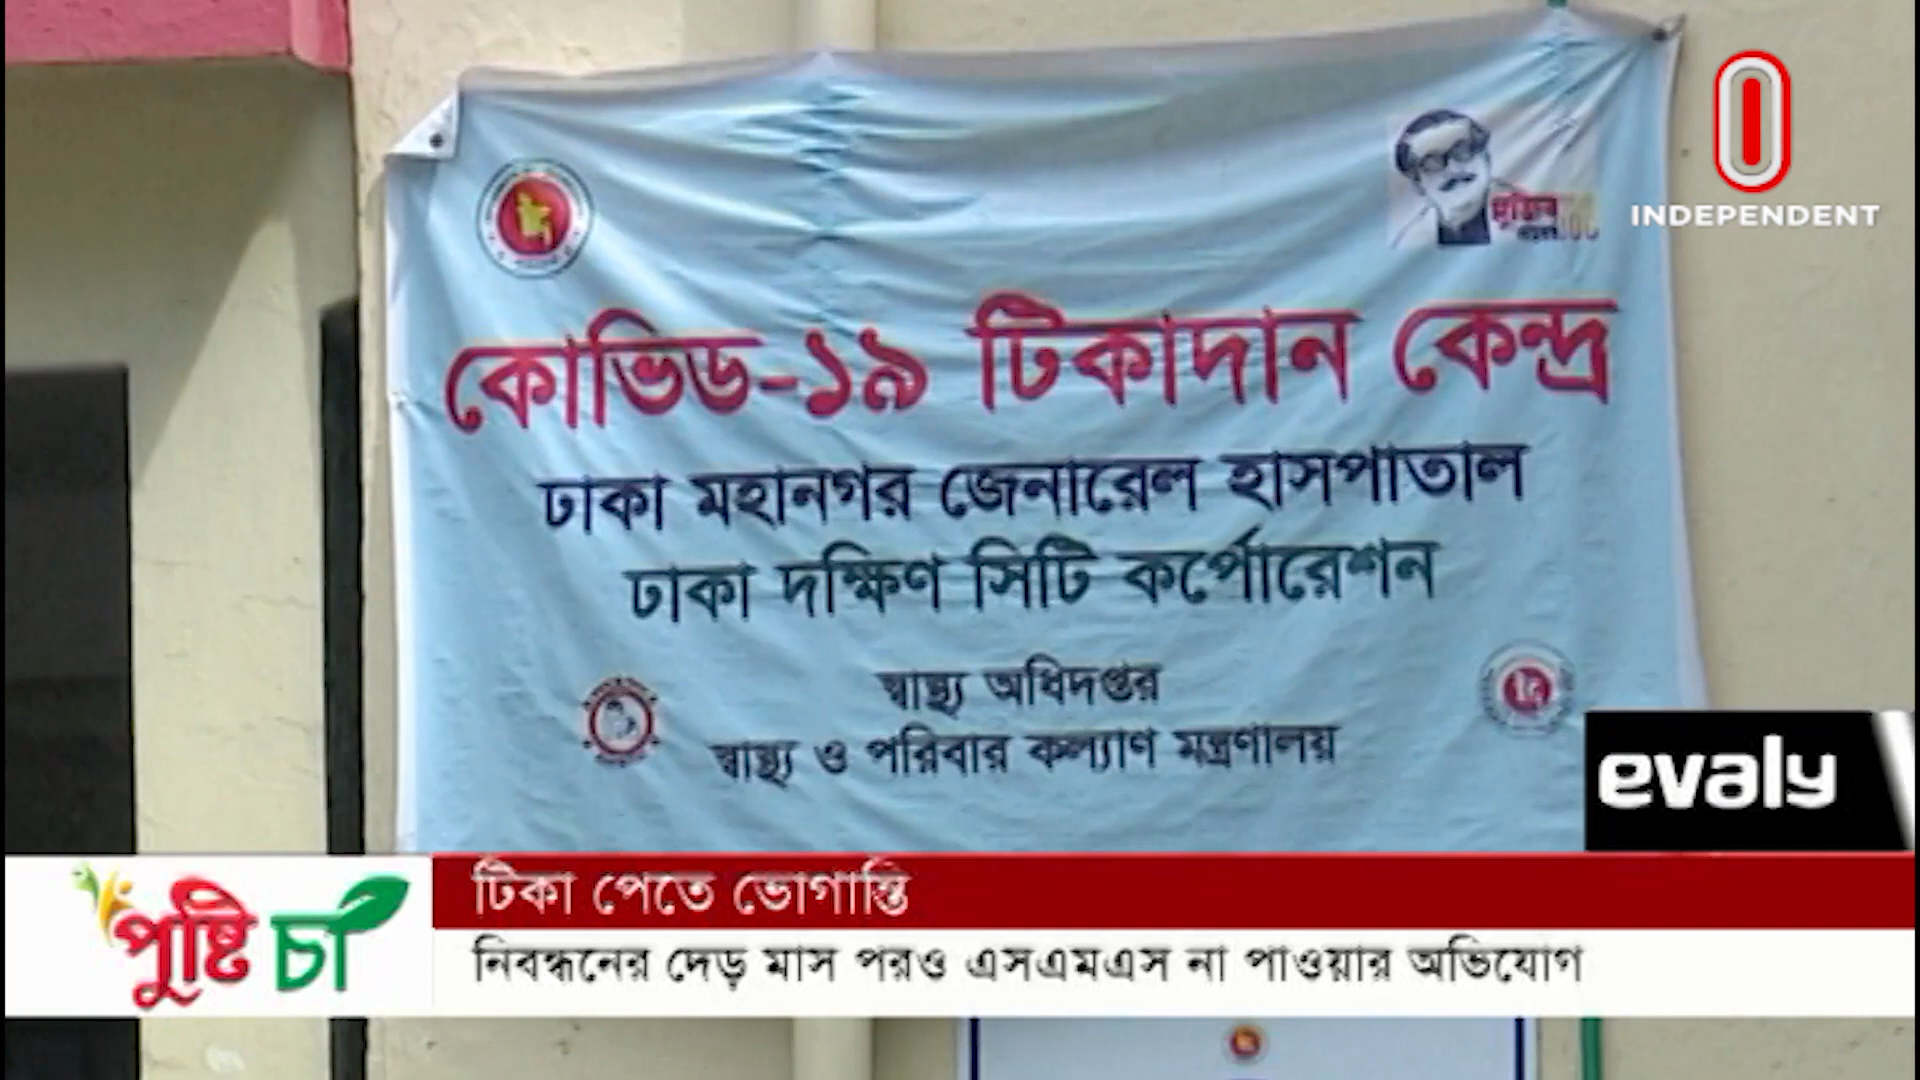 INDEPENDENT
মুজিব
100
কোভিড-১৯ টিকাদান কেন্দ্র
ঢাকা মহানগর জেনারেল হাসপাতাল
ঢাকা দক্ষিণ সিটি কর্পোরেশন
স্বাস্থ্য অধিদপ্তর
স্বাস্থ্য ও পরিবার কল্যাণ মন্ত্রণালয়
evaly
পুষ্টি চা
টিকা পেতে ভোগান্তি
নিবন্ধনের দেড় মাস পরও এসএমএস না পাওয়ার অভিযোগ